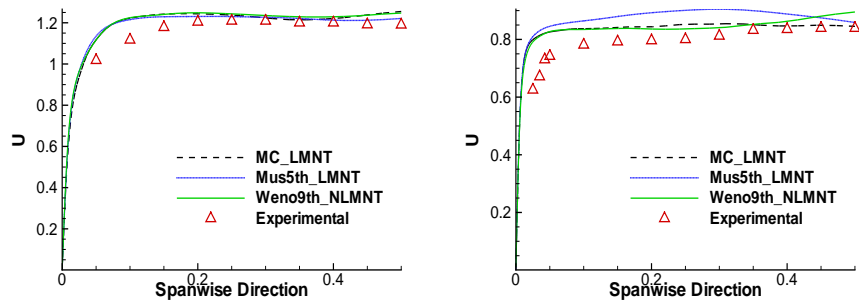 1.2
1
0.8
0.6
0.4
0.2
U
MC_LMNT
Mus5th_LMNT
Weno9th_NLMNT
Experimental
0 0.2 0.4
Spanwise Direction
0.8
0.6
0.4
0.2
U
MC_LMNT
Mus5th_LMNT
Weno9th_NLMNT
Experimental
0 0.2 0.4
Spanwise Direction